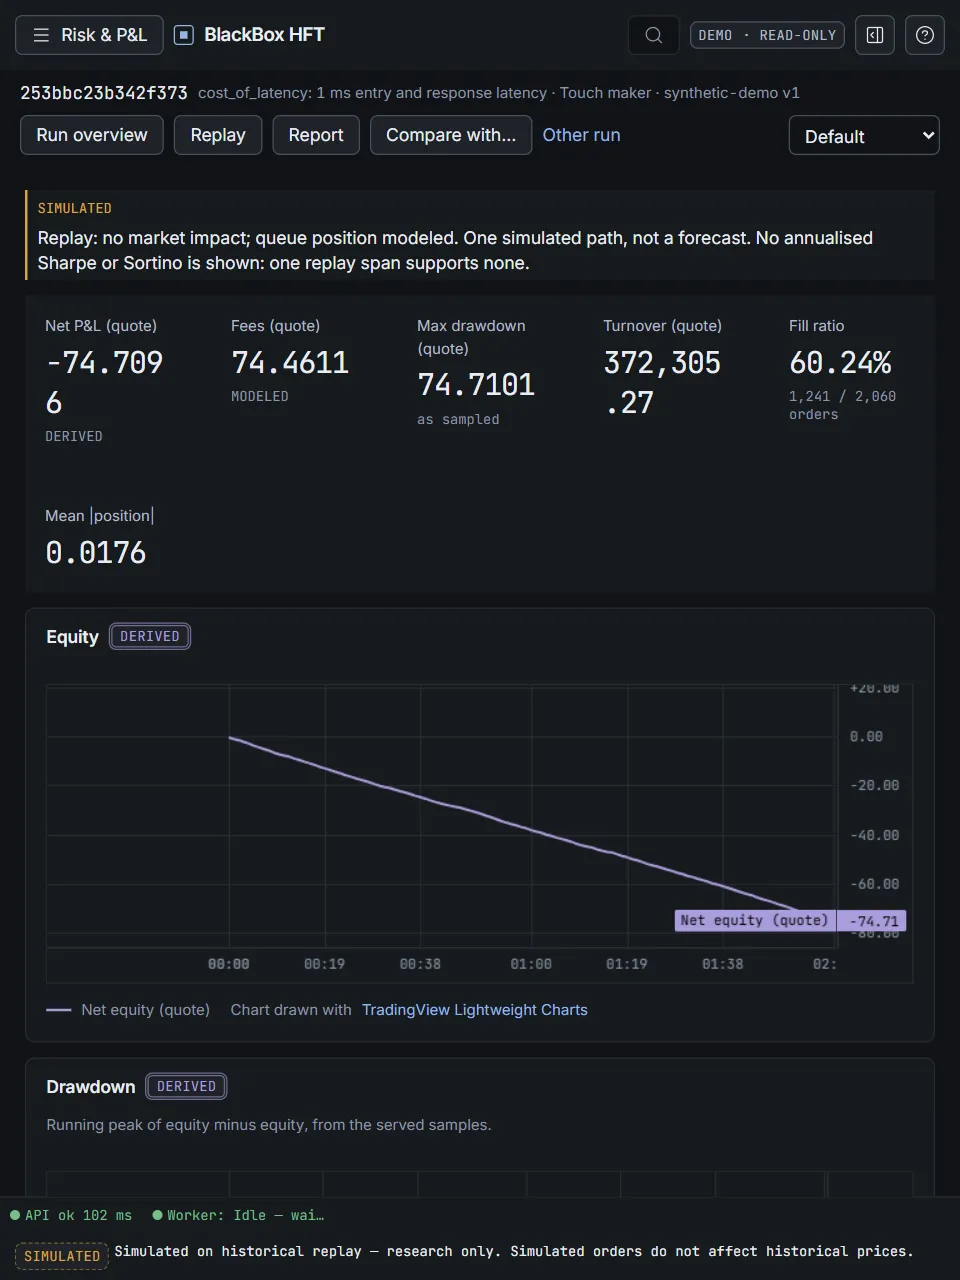 Risk & P&L
BlackBox HFT
DEMO · READ-ONLY
253bbc23b342f373 cost_of_latency: 1 ms entry and response latency · Touch maker · synthetic-demo v1
Run overview
Replay
Report
Compare with...
Other run
Default
SIMULATED
Replay: no market impact; queue position modeled. One simulated path, not a forecast. No annualised
Sharpe or Sortino is shown: one replay span supports none.
Net P&L (quote)
-74.709
6
DERIVED
Fees (quote)
74.4611
MODELED
Max drawdown
(quote)
74.7101
as sampled
Turnover (quote)
372,305
.27
Fill ratio
60.24%
1,241 / 2,060
orders
Mean |position|
0.0176
Equity
DERIVED
+20.00
0.00
-20.00
-40.00
-60.00
Net equity (quote)
-74.71
-80.00
00:00
00:19
00:38
01:00
01:19
01:38
02:
Net equity (quote)
Chart drawn with TradingView Lightweight Charts
Drawdown
DERIVED
Running peak of equity minus equity, from the served samples.
API ok 102 ms
Worker: Idle — wai…
SIMULATED
Simulated on historical replay — research only. Simulated orders do not affect historical prices.